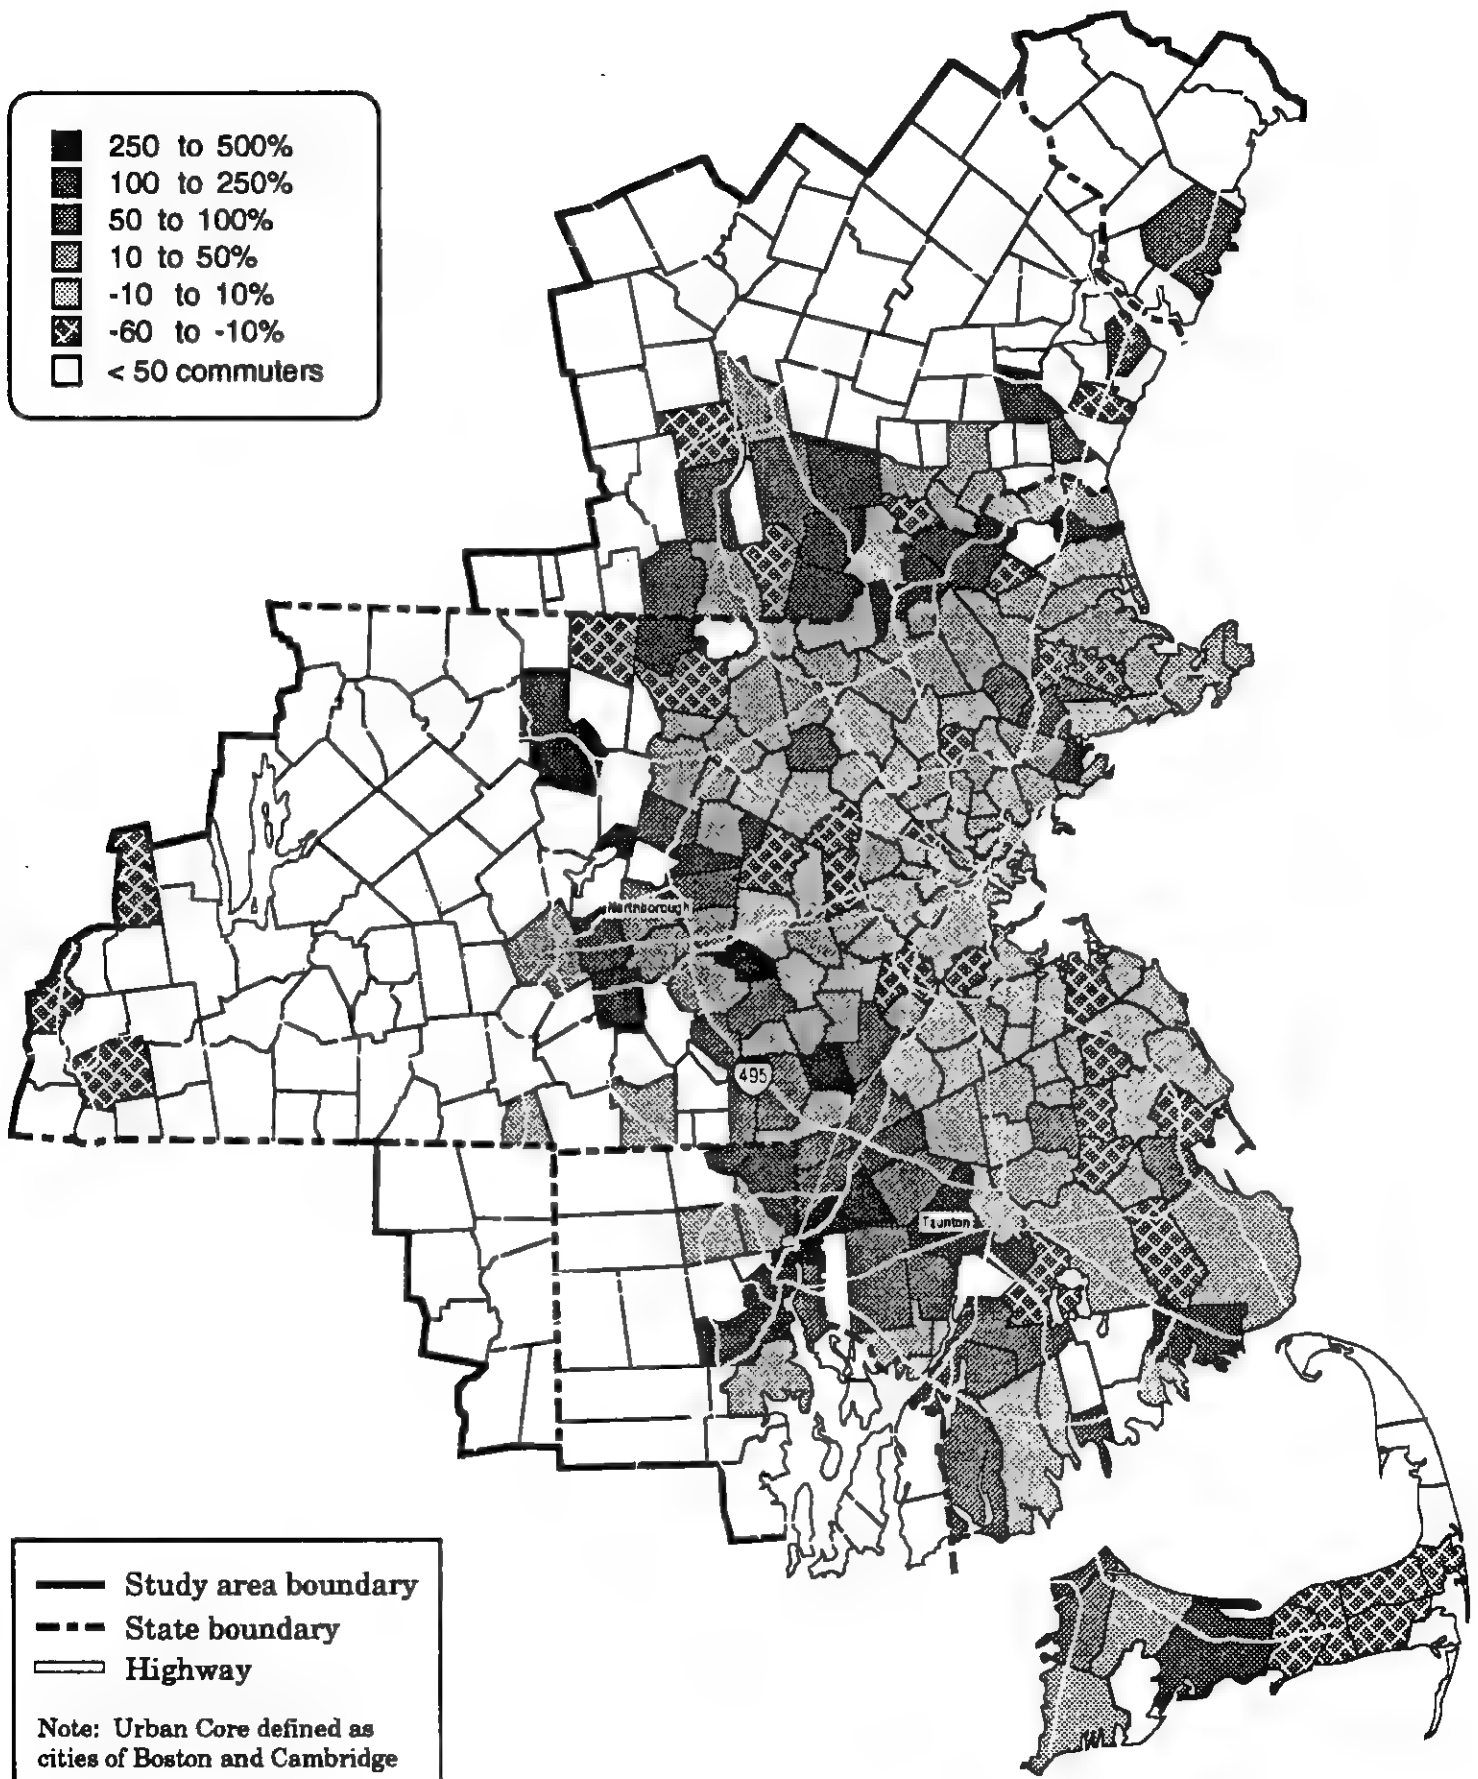 250 to 500%
100 to 250%
50 to 100%
10 to 50%
-10 to 10%
-60 to -10%
< 50 commuters
495
Taunton
Study area boundary
State boundary
Highway
Note: Urban Core defined as
cities of Boston and Cambridge